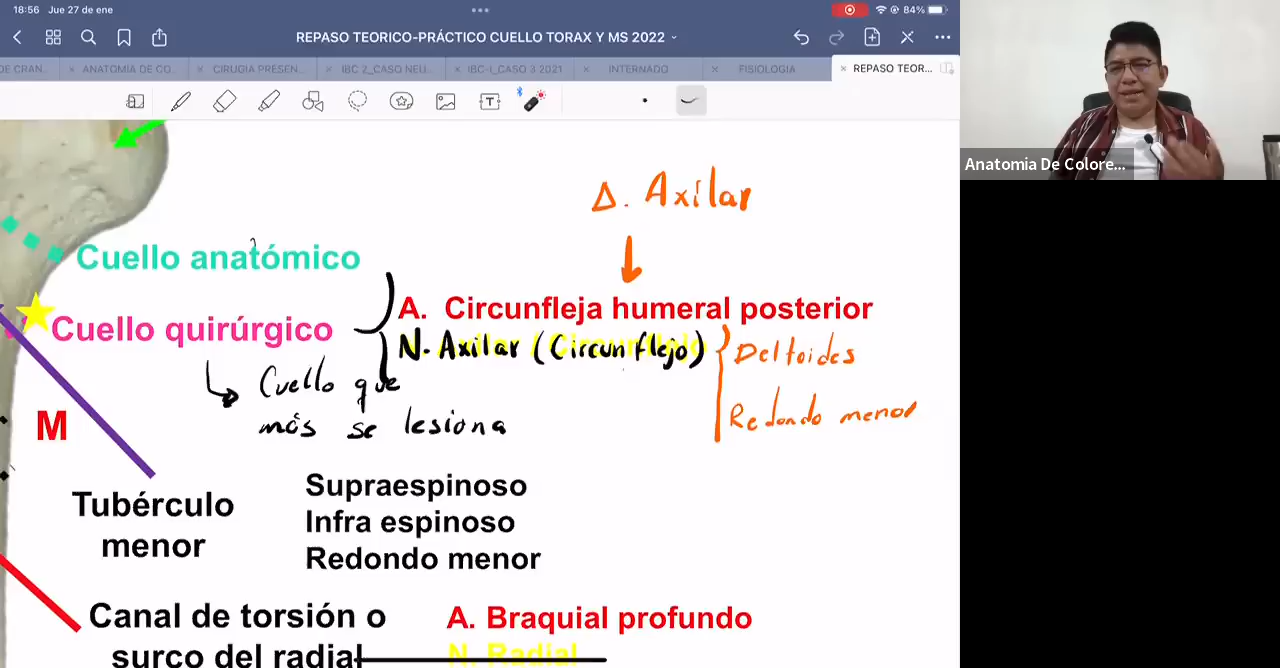 18:56 Jue 27 de ene
84%
REPASO TEORICO-PRÁCTICO CUELLO TORAX Y MS 2022
DE CRAN...
ANATOMIA DE CO...
CIRUGIA PRESEN...
IBC 2_CASO NEU...
IBC-I_CASO 3 2021
INTERNADO
FISIOLOGIA
REPASO TEOR...
Anatomia De Colore...
Δ. Axilar
Cuello anatómico
A. Circunfleja humeral posterior
Cuello quirúrgico
N. Axilar (Circunflejo)
Deltoides
Cuello que
más se lesiona
Redondo menor
M
Tubérculo
menor
Supraespinoso
Infra espinoso
Redondo menor
Canal de torsión o
surco del radial
A. Braquial profundo
N. Radial